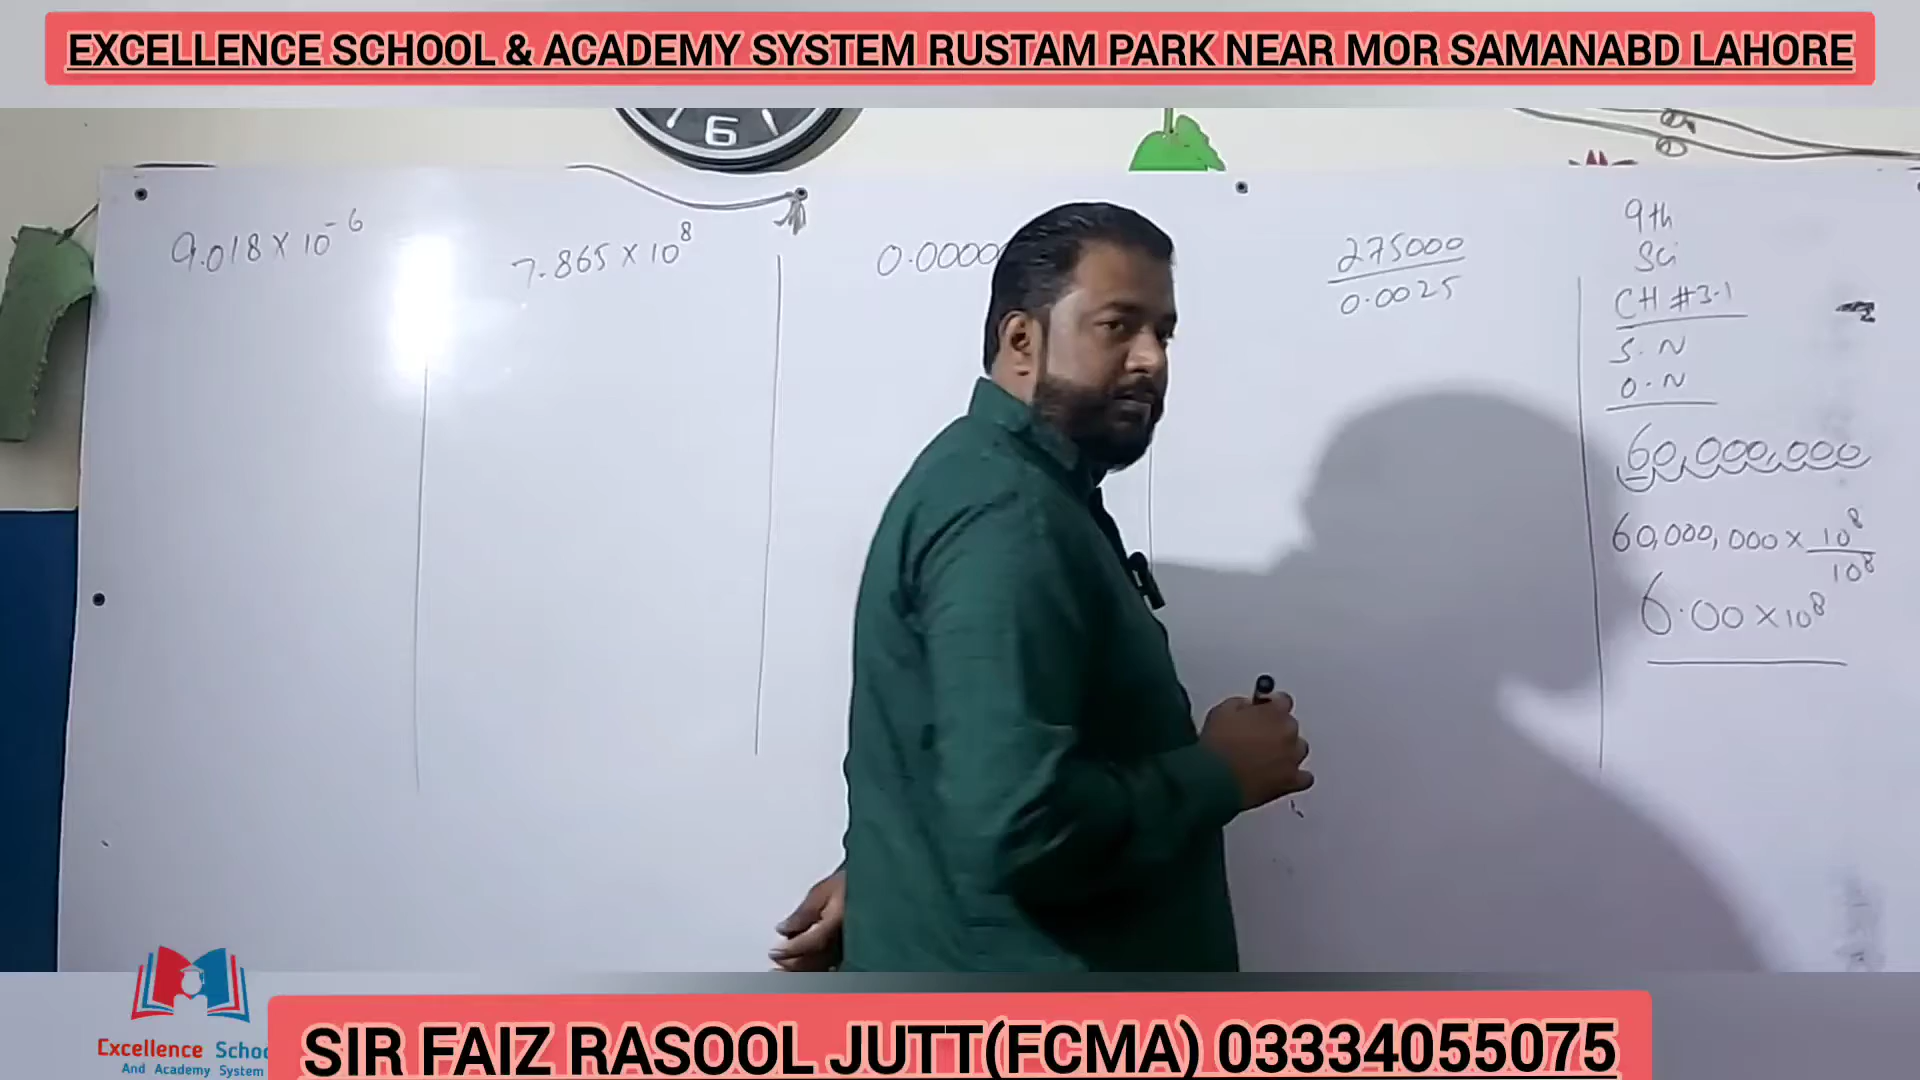 EXCELLENCE SCHOOL & ACADEMY SYSTEM RUSTAM PARK NEAR MOR SAMANABD LAHORE
6
9.018 × 10⁻⁶
7.865 × 10⁸
0.0000
275000
0.0025
9th
Sci
CH #3.1
S.N
O.N
60,000,000
60,000,000 × 10⁸
10⁸
6.00 × 10⁸
Excellence Schoo
And Academy System
SIR FAIZ RASOOL JUTT(FCMA) 03334055075